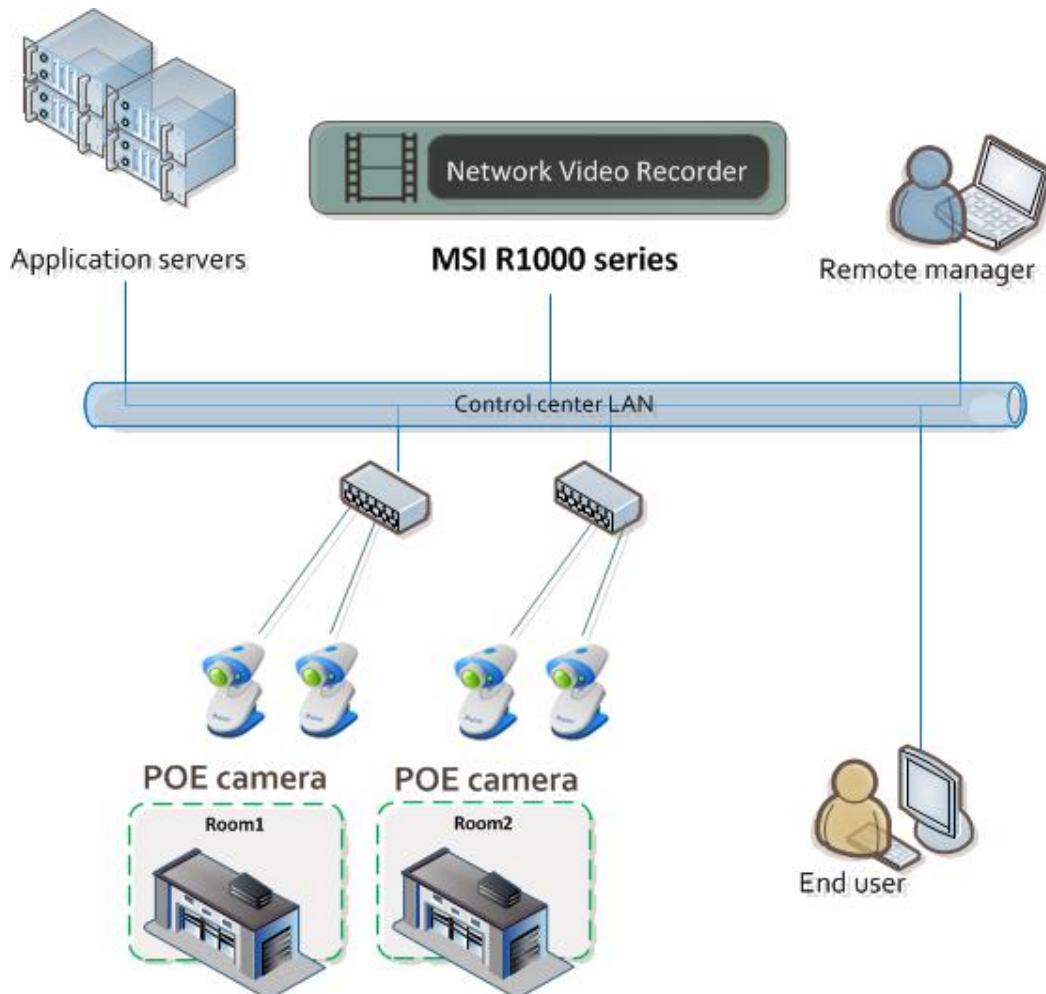 Network Video Recorder
Application servers
MSI R1000 series
Remote manager
Control center LAN
POE camera
POE camera
Room1
Room2
End user